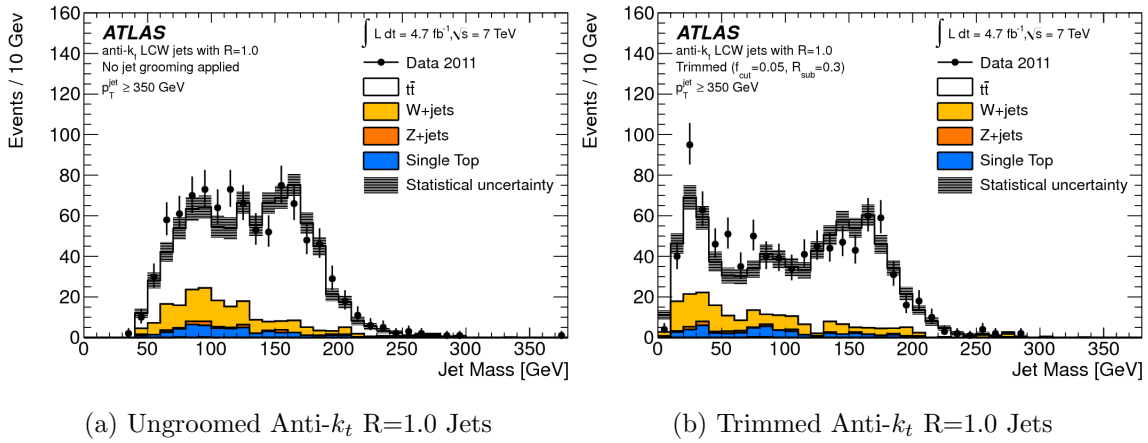 160
140
120
100
80
60
40
20
0
Events / 10 Gev
ATLAS
anti-kₜ LCW jets with R=1.0
No jet grooming applied
p_T^jet ≥ 350 GeV
∫ L dt = 4.7 fb⁻¹,√s = 7 TeV
Data 2011
tt̄
W+jets
Z+jets
Single Top
Statistical uncertainty
0 50 100 150 200 250 300 350
Jet Mass [GeV]
(a) Ungroomed Anti-kₜ R=1.0 Jets
160
140
120
100
80
60
40
20
0
Events / 10 Gev
ATLAS
anti-kₜ LCW jets with R=1.0
Trimmed (f_cut=0.05, R_sub=0.3)
p_T^jet ≥ 350 GeV
∫ L dt = 4.7 fb⁻¹,√s = 7 TeV
Data 2011
tt̄
W+jets
Z+jets
Single Top
Statistical uncertainty
0 50 100 150 200 250 300 350
Jet Mass [GeV]
(b) Trimmed Anti-kₜ R=1.0 Jets